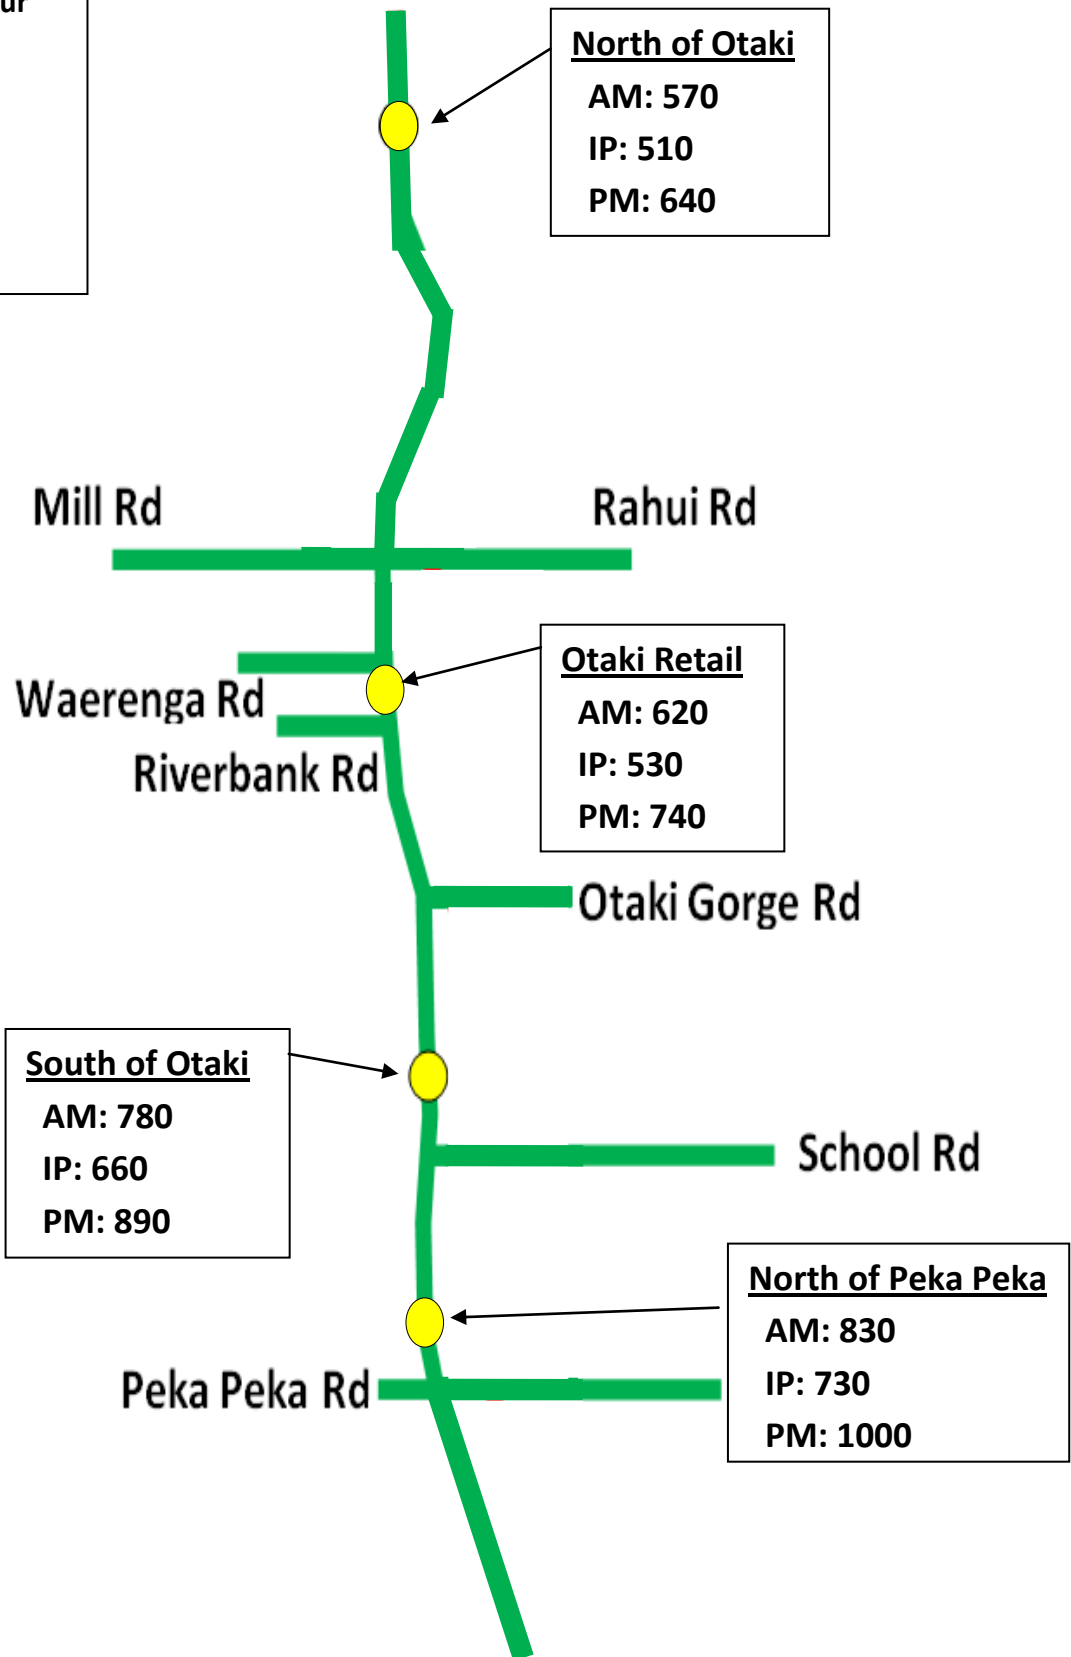 North of Otaki
AM: 570
IP: 510
PM: 640
Mill Rd
Rahui Rd
Otaki Retail
AM: 620
IP: 530
PM: 740
Waerenga Rd
Riverbank Rd
Otaki Gorge Rd
South of Otaki
AM: 780
IP: 660
PM: 890
School Rd
North of Peka Peka
AM: 830
IP: 730
PM: 1000
Peka Peka Rd